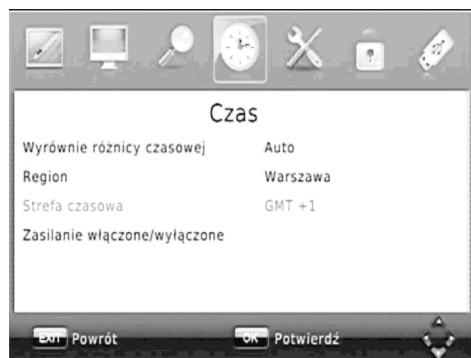 Czas
Wyrównie różnicy czasowej Auto
Region Warszawa
Strefa czasowa GMT +1
Zasilanie włączone/wyłączone
EXIT Powrót OK Potwierdź